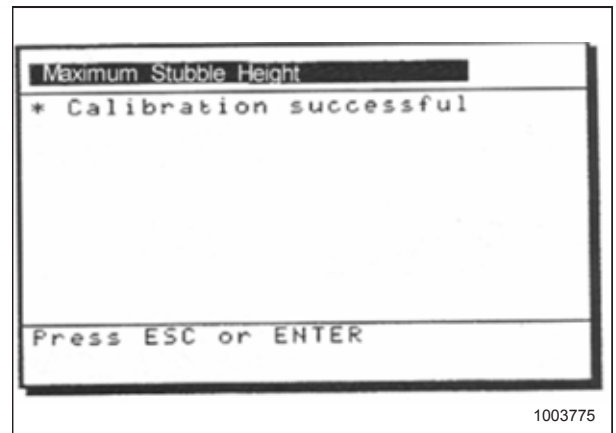 Maximum Stubble Height
* Calibration successful
Press ESC or ENTER
1003775